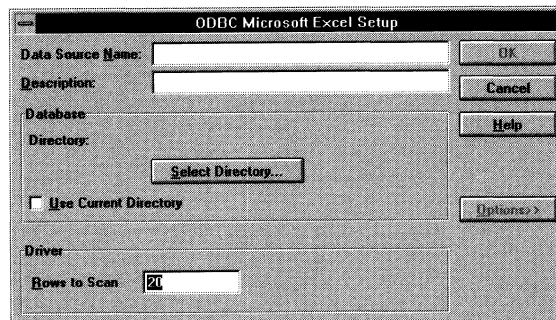 ODBC Microsoft Excel Setup
Data Source Name:
OK
Description:
Cancel
Database
Help
Directory:
Select Directory...
Use Current Directory
Options>>
Driver
Rows to Scan
20